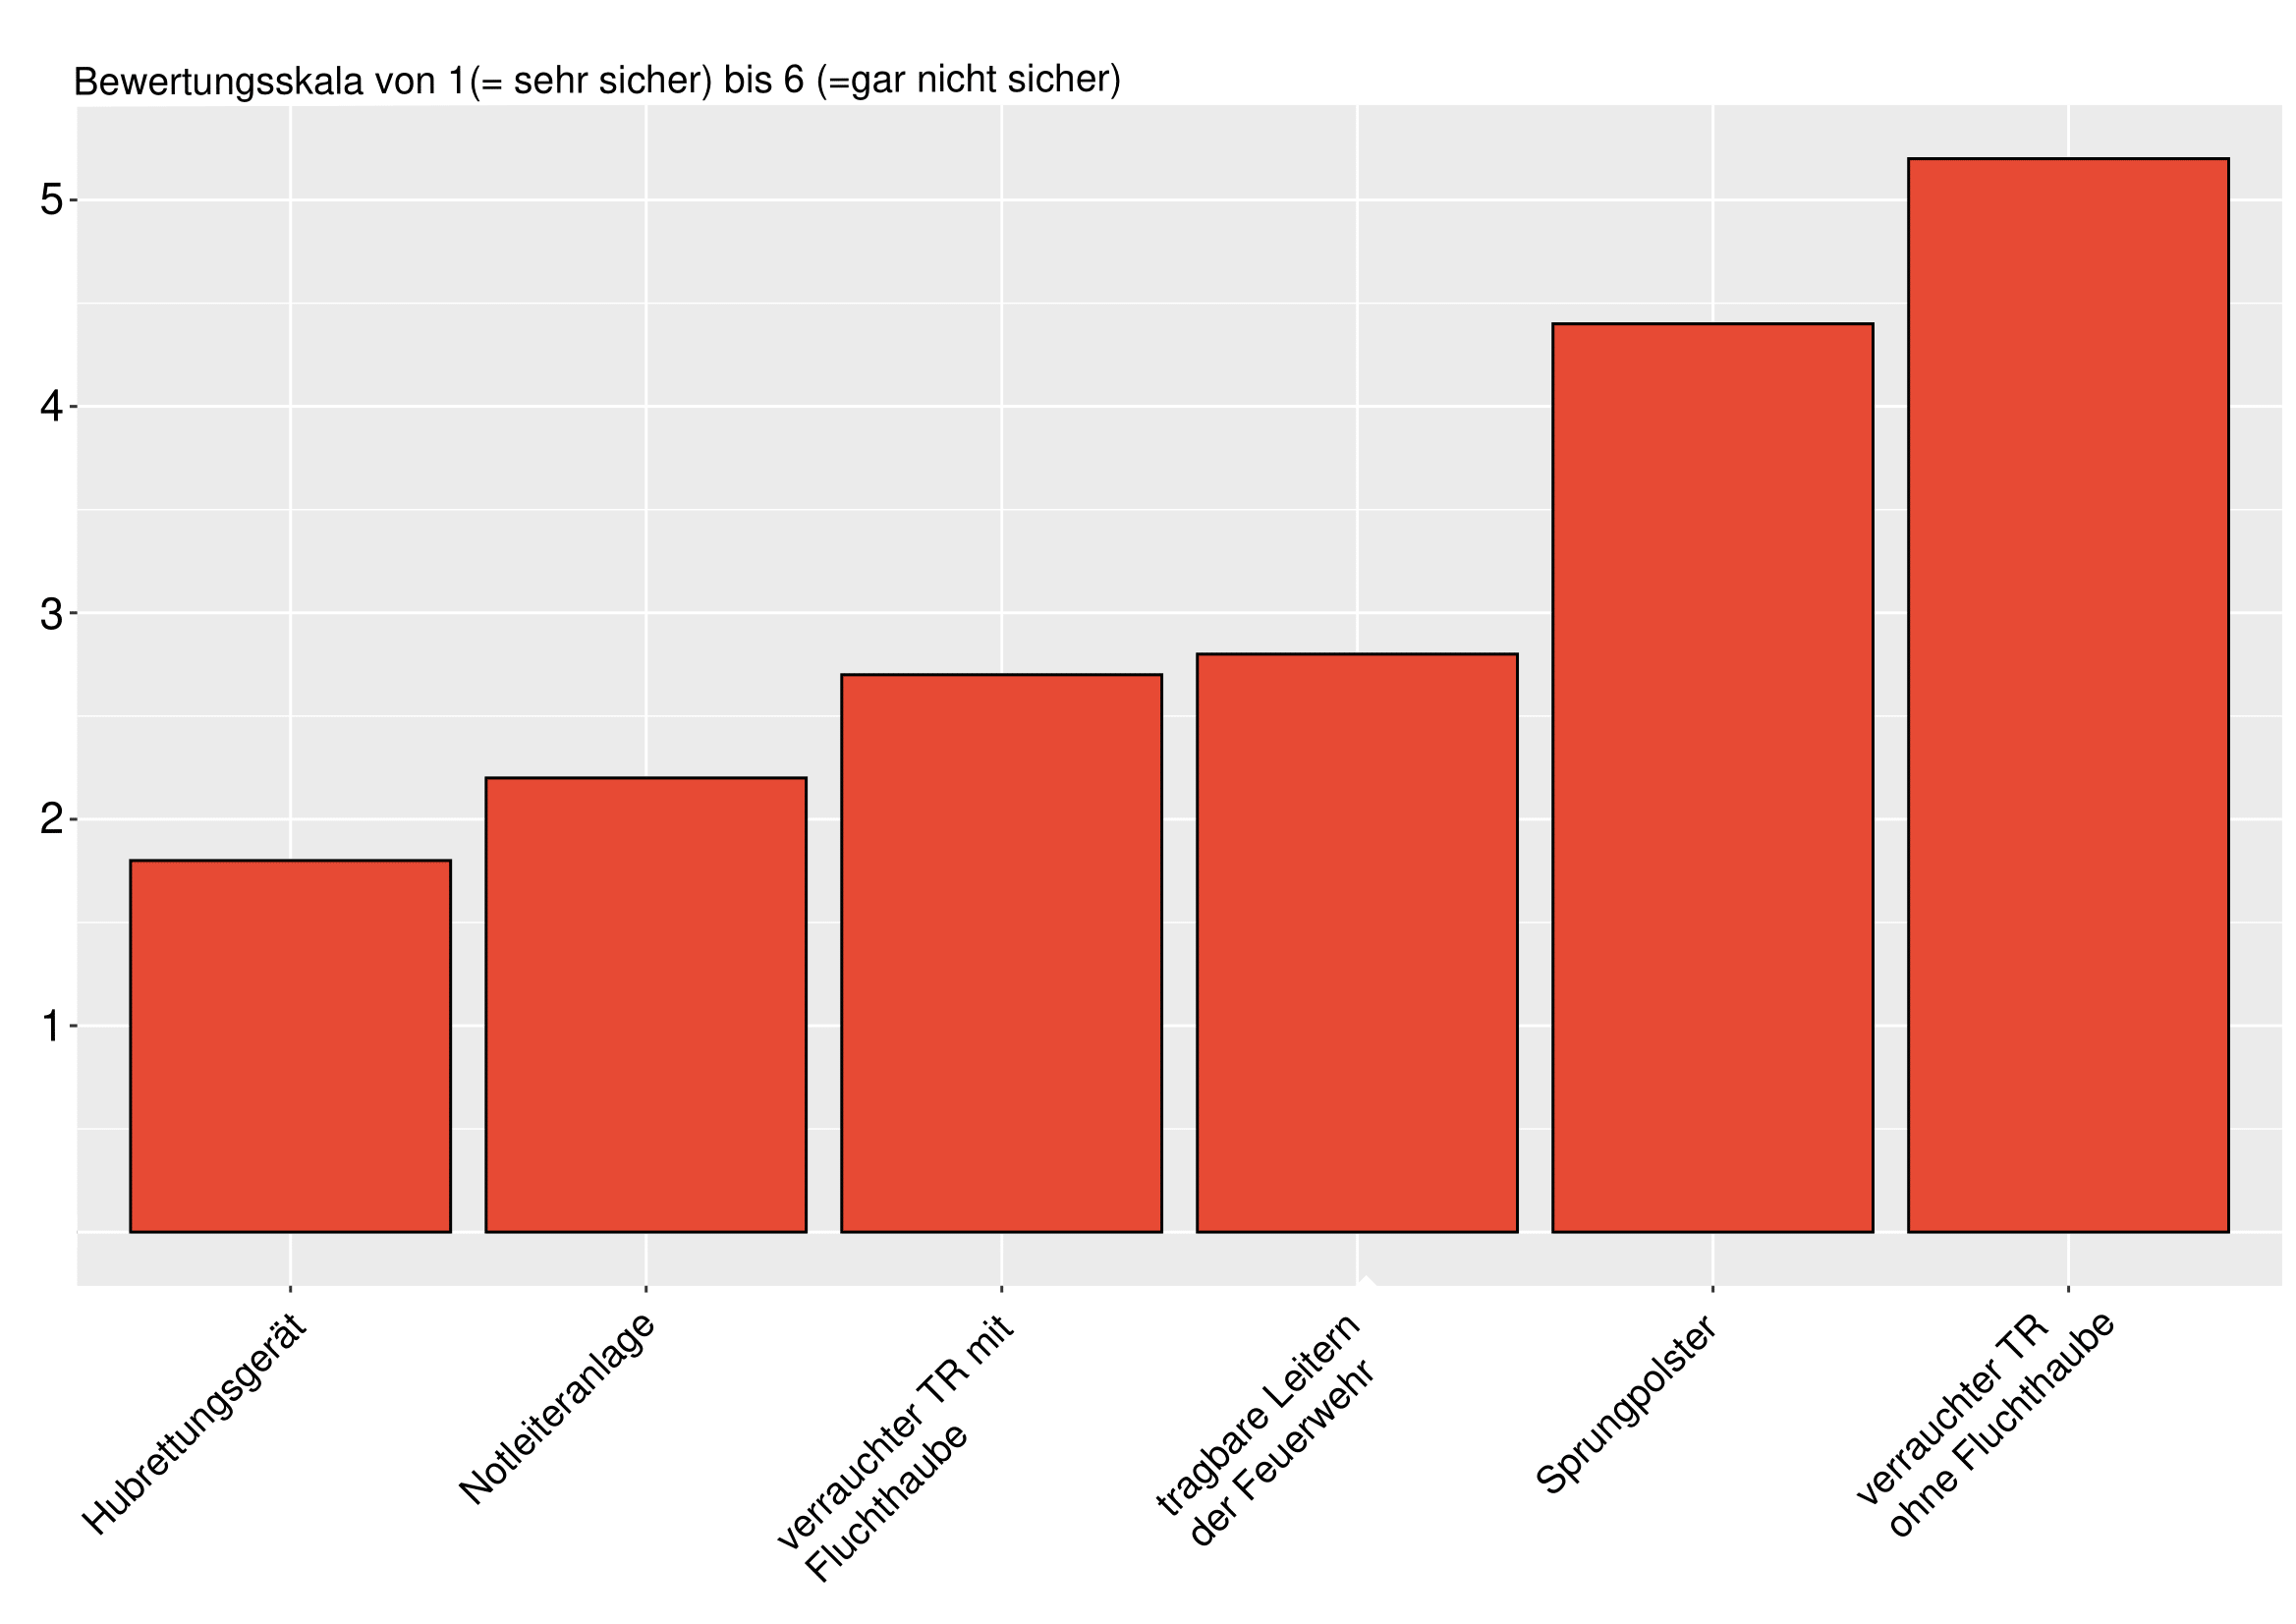 Bewertungsskala von 1(= sehr sicher) bis 6 (=gar nicht sicher)
5
4
3
2
1
Hubrettungsgerät
Notleiteranlage
verrauchter TR mit
Fluchthaube
tragbare Leitern
der Feuerwehr
Sprungpolster
verrauchter TR
ohne Fluchthaube